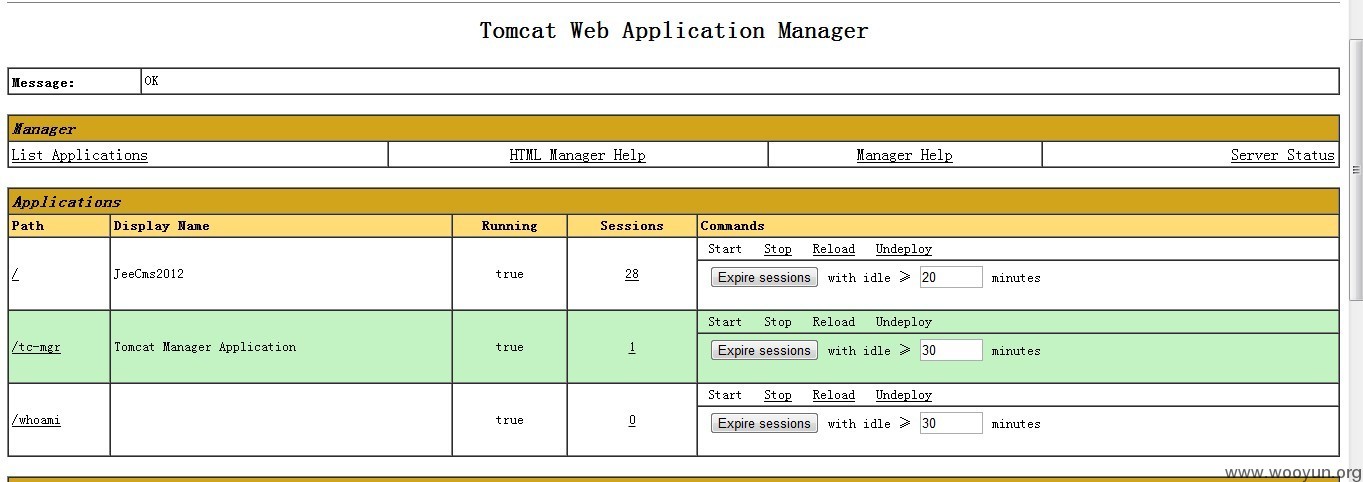 Tomcat Web Application Manager
Message: OK
Manager
List Applications HTML Manager Help Manager Help Server Status
Applications
Path Display Name Running Sessions Commands
Start Stop Reload Undeploy
/ JeeCms2012 true 28
Expire sessions with idle ≥ 20 minutes
Start Stop Reload Undeploy
/tc-mgr Tomcat Manager Application true 1
Expire sessions with idle ≥ 30 minutes
Start Stop Reload Undeploy
/whoami true 0
Expire sessions with idle ≥ 30 minutes
www.wooyun.org